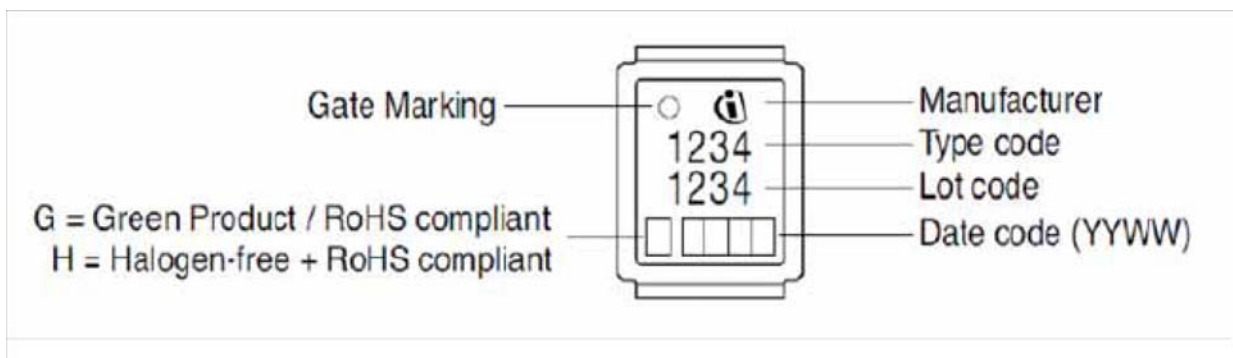 Gate Marking
Manufacturer
1234
Type code
1234
Lot code
G = Green Product / RoHS compliant
H = Halogen-free + RoHS compliant
Date code (YYWW)